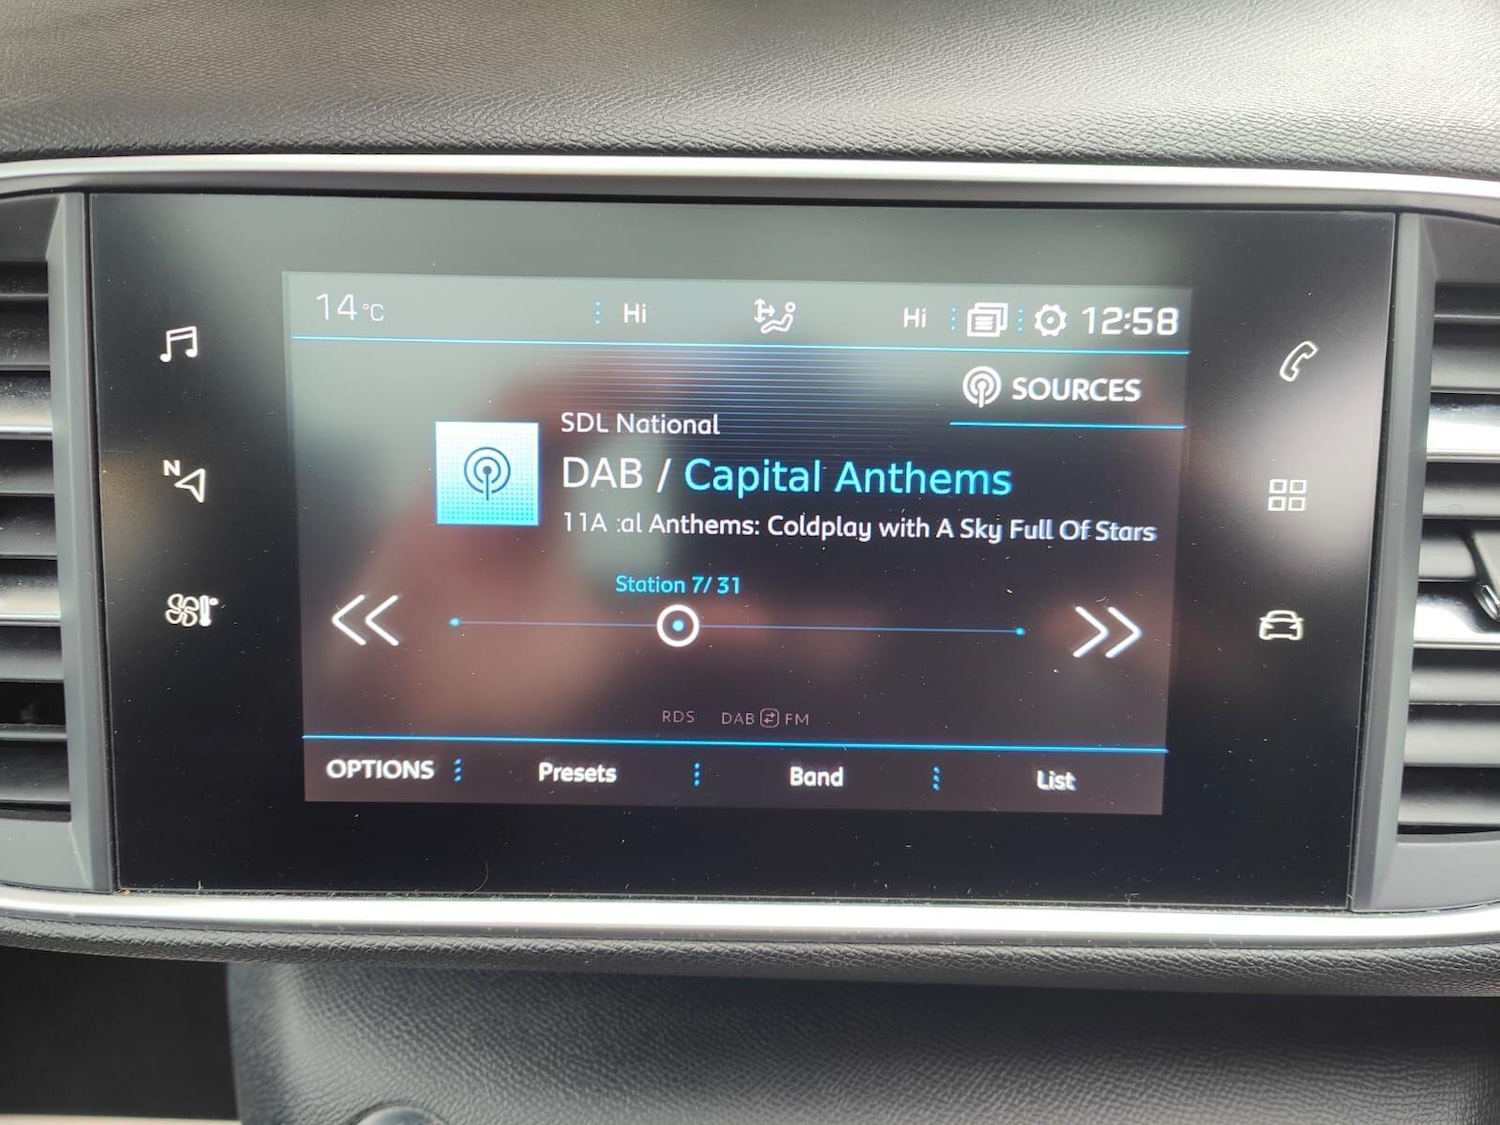 14 °C Hi Hi 12:58
SOURCES
SDL National
DAB / Capital Anthems
11A :al Anthems: Coldplay with A Sky Full Of Stars
Station 7/ 31
N
RDS DAB FM
OPTIONS Presets Band List